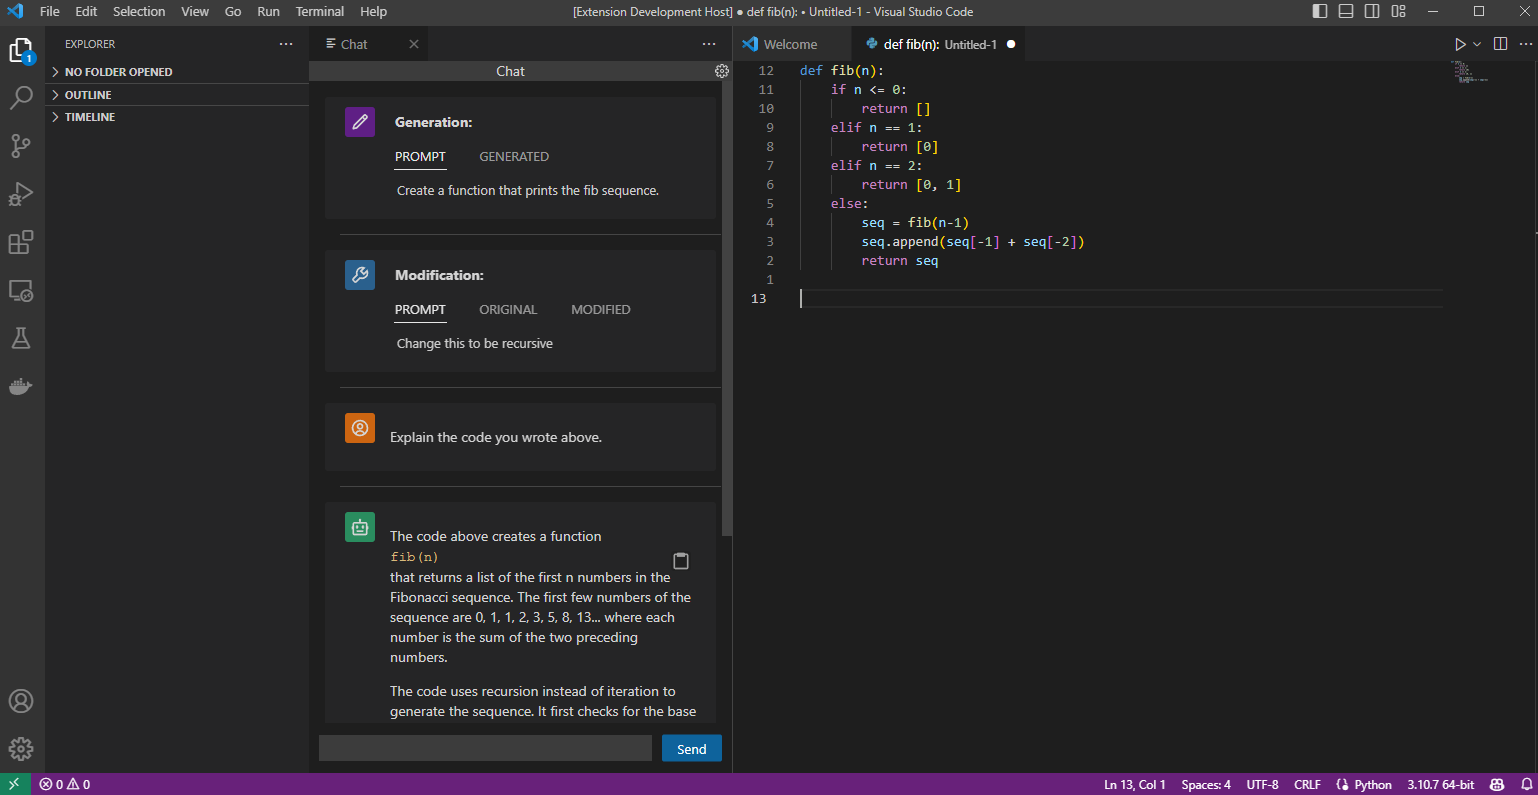 File Edit Selection View Go Run Terminal Help [Extension Development Host] ● def fib(n): • Untitled-1 - Visual Studio Code
1
EXPLORER
NO FOLDER OPENED
OUTLINE
TIMELINE
Chat
Chat
Generation:
PROMPT GENERATED
Create a function that prints the fib sequence.
Modification:
PROMPT ORIGINAL MODIFIED
Change this to be recursive
Explain the code you wrote above.
The code above creates a function
fib(n)
that returns a list of the first n numbers in the
Fibonacci sequence. The first few numbers of the
sequence are 0, 1, 1, 2, 3, 5, 8, 13... where each
number is the sum of the two preceding
numbers.
The code uses recursion instead of iteration to
generate the sequence. It first checks for the base
Send
Welcome def fib(n): Untitled-1 ●
12 def fib(n):
11 if n <= 0:
10 return []
9 elif n == 1:
8 return [0]
7 elif n == 2:
6 return [0, 1]
5 else:
4 seq = fib(n-1)
3 seq.append(seq[-1] + seq[-2])
2 return seq
1
13
0 0 Ln 13, Col 1 Spaces: 4 UTF-8 CRLF Python 3.10.7 64-bit